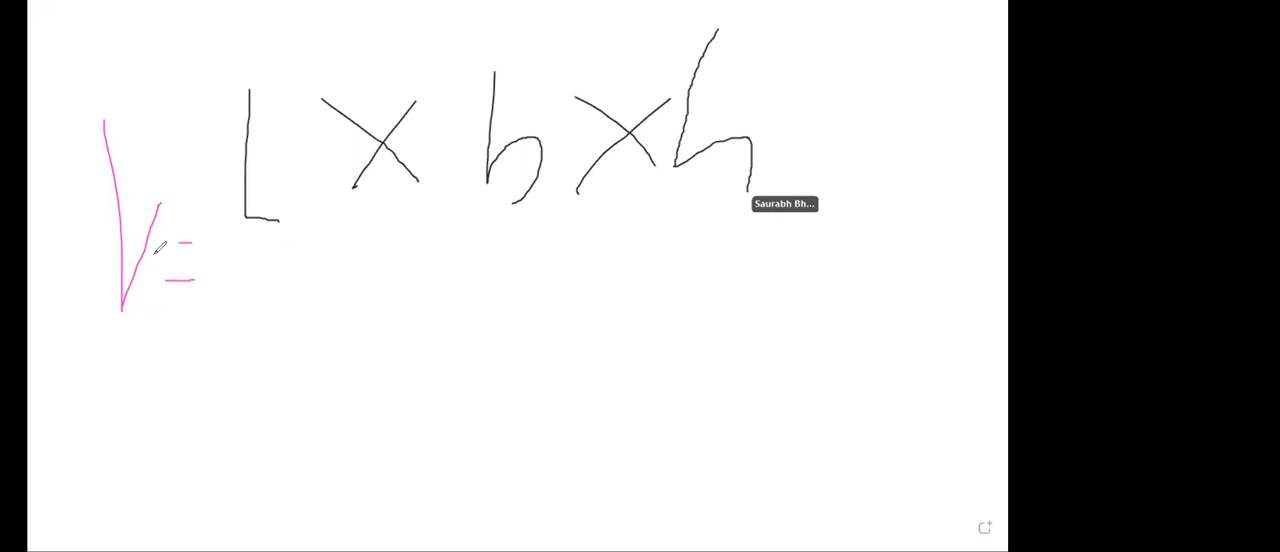 V = L × b × h
Saurabh Bh...